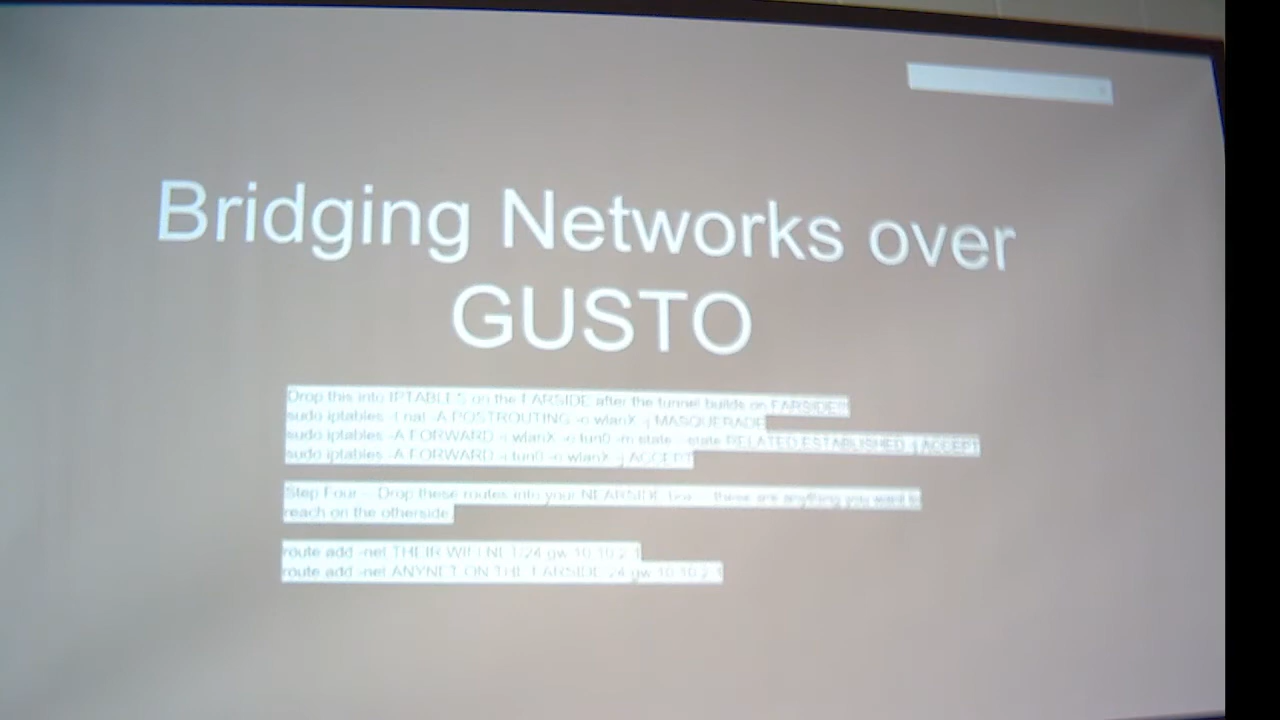 Bridging Networks over
GUSTO
Drop this into IPTABLES on the FARSIDE after the tunnel builds on FARSIDE!!
sudo iptables -t nat -A POSTROUTING -o wlanX -j MASQUERADE
sudo iptables -A FORWARD -i wlanX -o tun0 -m state --state RELATED,ESTABLISHED -j ACCEPT
sudo iptables -A FORWARD -i tun0 -o wlanX -j ACCEPT
Step Four -- Drop these routes into your NEARSIDE box... these are anything you want to
reach on the otherside.
route add -net THEIR WIFI NET/24 gw 10.10.2.1
route add -net ANYNET ON THE FARSIDE/24 gw 10.10.2.1